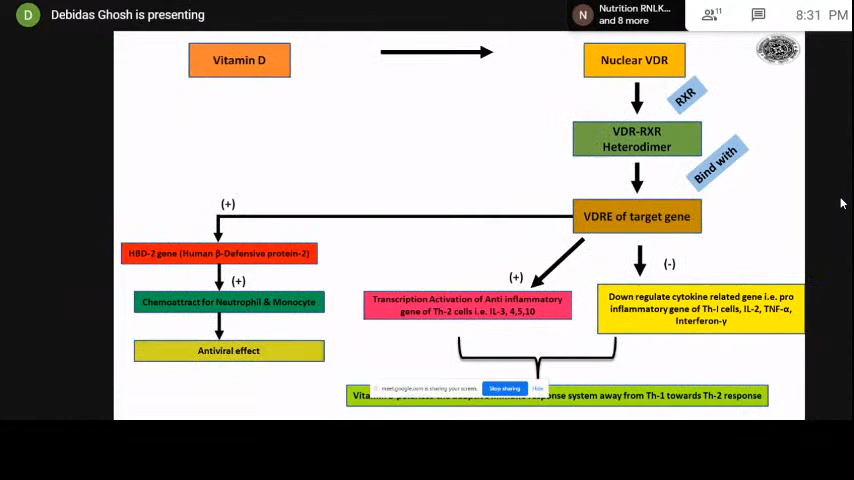 Debidas Ghosh is presenting
Nutrition RNLK...
and 8 more
11
8:31 PM
D
N
Vitamin D
Nuclear VDR
RXR
VDR-RXR
Heterodimer
Bind with
VDRE of target gene
(+)
HBD-2 gene (Human β-Defensive protein-2)
(+)
Chemoattract for Neutrophil & Monocyte
Antiviral effect
(+)
(-)
Transcription Activation of Anti inflammatory
gene of Th-2 cells i.e. IL-3, 4,5,10
Down regulate cytokine related gene i.e. pro
inflammatory gene of Th-I cells, IL-2, TNF-α,
Interferon-γ
meet.google.com is sharing your screen.
Stop sharing
Hide
response system away from Th-1 towards Th-2 response